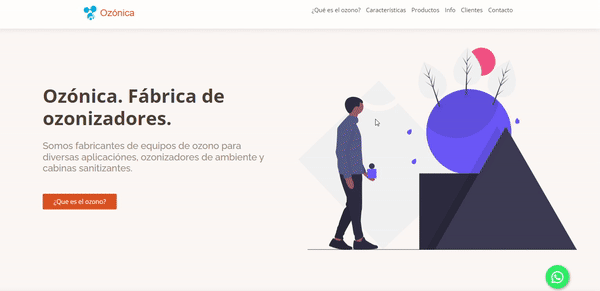 Ozónica
¿Qué es el ozono? Características Productos Info Clientes Contacto
Ozónica. Fábrica de
ozonizadores.
Somos fabricantes de equipos de ozono para
diversas aplicaciónes, ozonizadores de ambiente y
cabinas sanitizantes.
¿Que es el ozono?